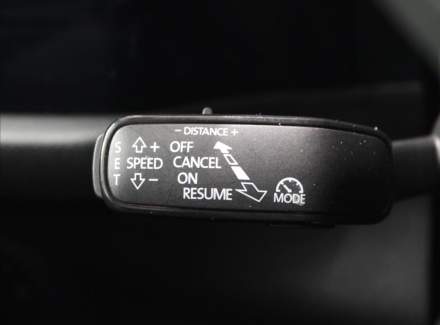 – DISTANCE +
S + OFF
E SPEED CANCEL
T – ON
RESUME
MODE